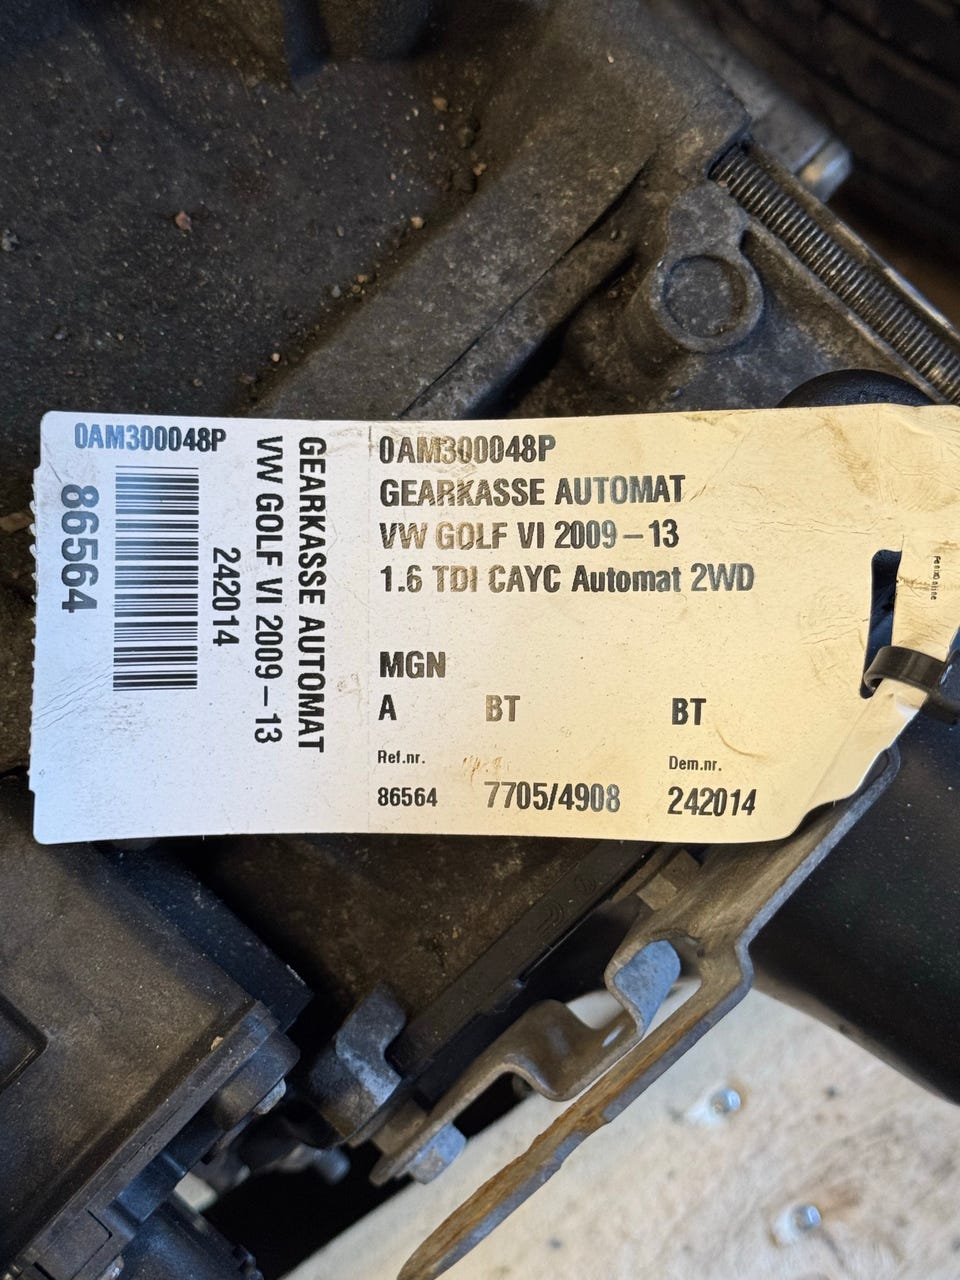 0AM300048P
86564
GEARKASSE AUTOMAT
VW GOLF VI 2009-13
242014
0AM300048P
GEARKASSE AUTOMAT
VW GOLF VI 2009-13
1.6 TDI CAYC Automat 2WD
MGN
A BT BT
Ref.nr. Dem.nr.
86564 7705/4908 242014